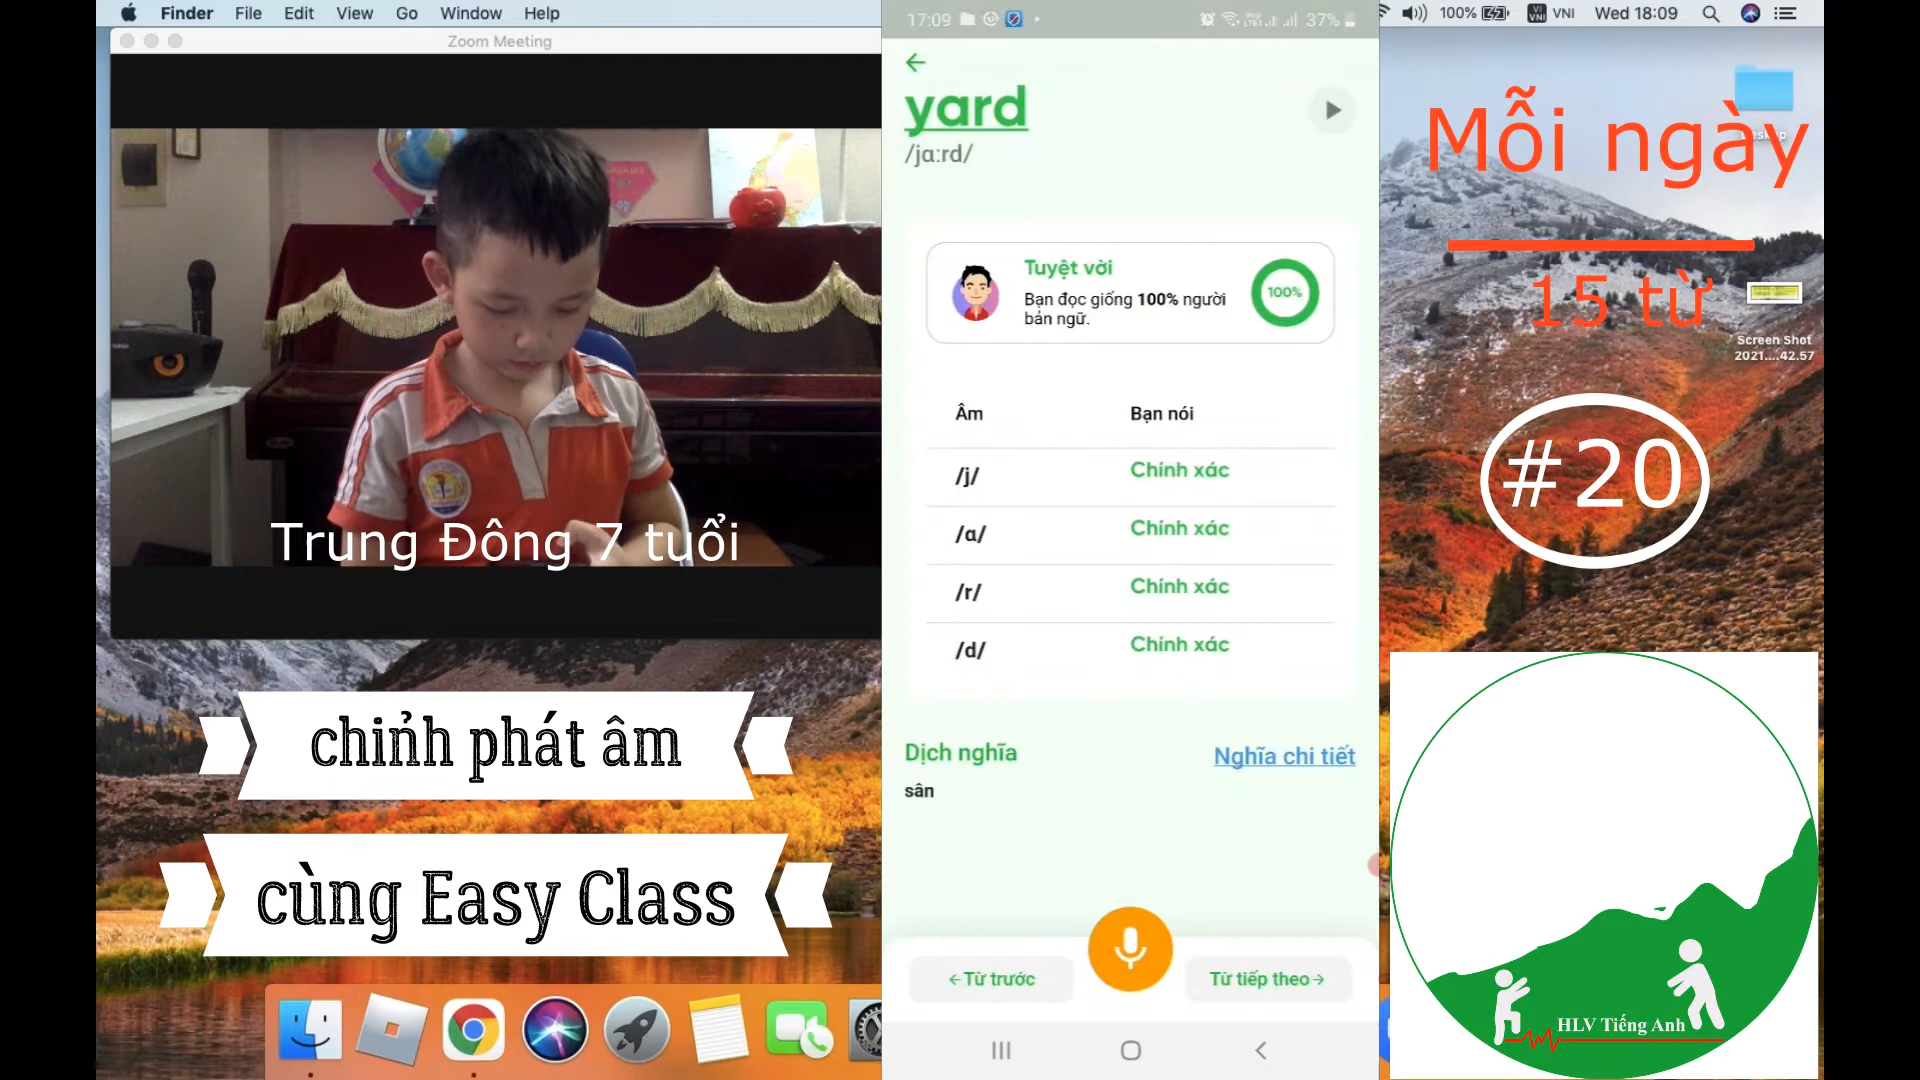 Finder File Edit View Go Window Help
Zoom Meeting
Trung Đông 7 tuổi
chỉnh phát âm
cùng Easy Class
17:09
37%
yard
/jɑːrd/
Tuyệt vời
Bạn đọc giống 100% người
bản ngữ.
100%
Âm Bạn nói
/j/ Chính xác
/ɑ/ Chính xác
/r/ Chính xác
/d/ Chính xác
Dịch nghĩa Nghĩa chi tiết
sân
←Từ trước
Từ tiếp theo→
100% VNI Wed 18:09
Mỗi ngày
15 từ
Screen Shot
2021....42.57
#20
HLV Tiếng Anh